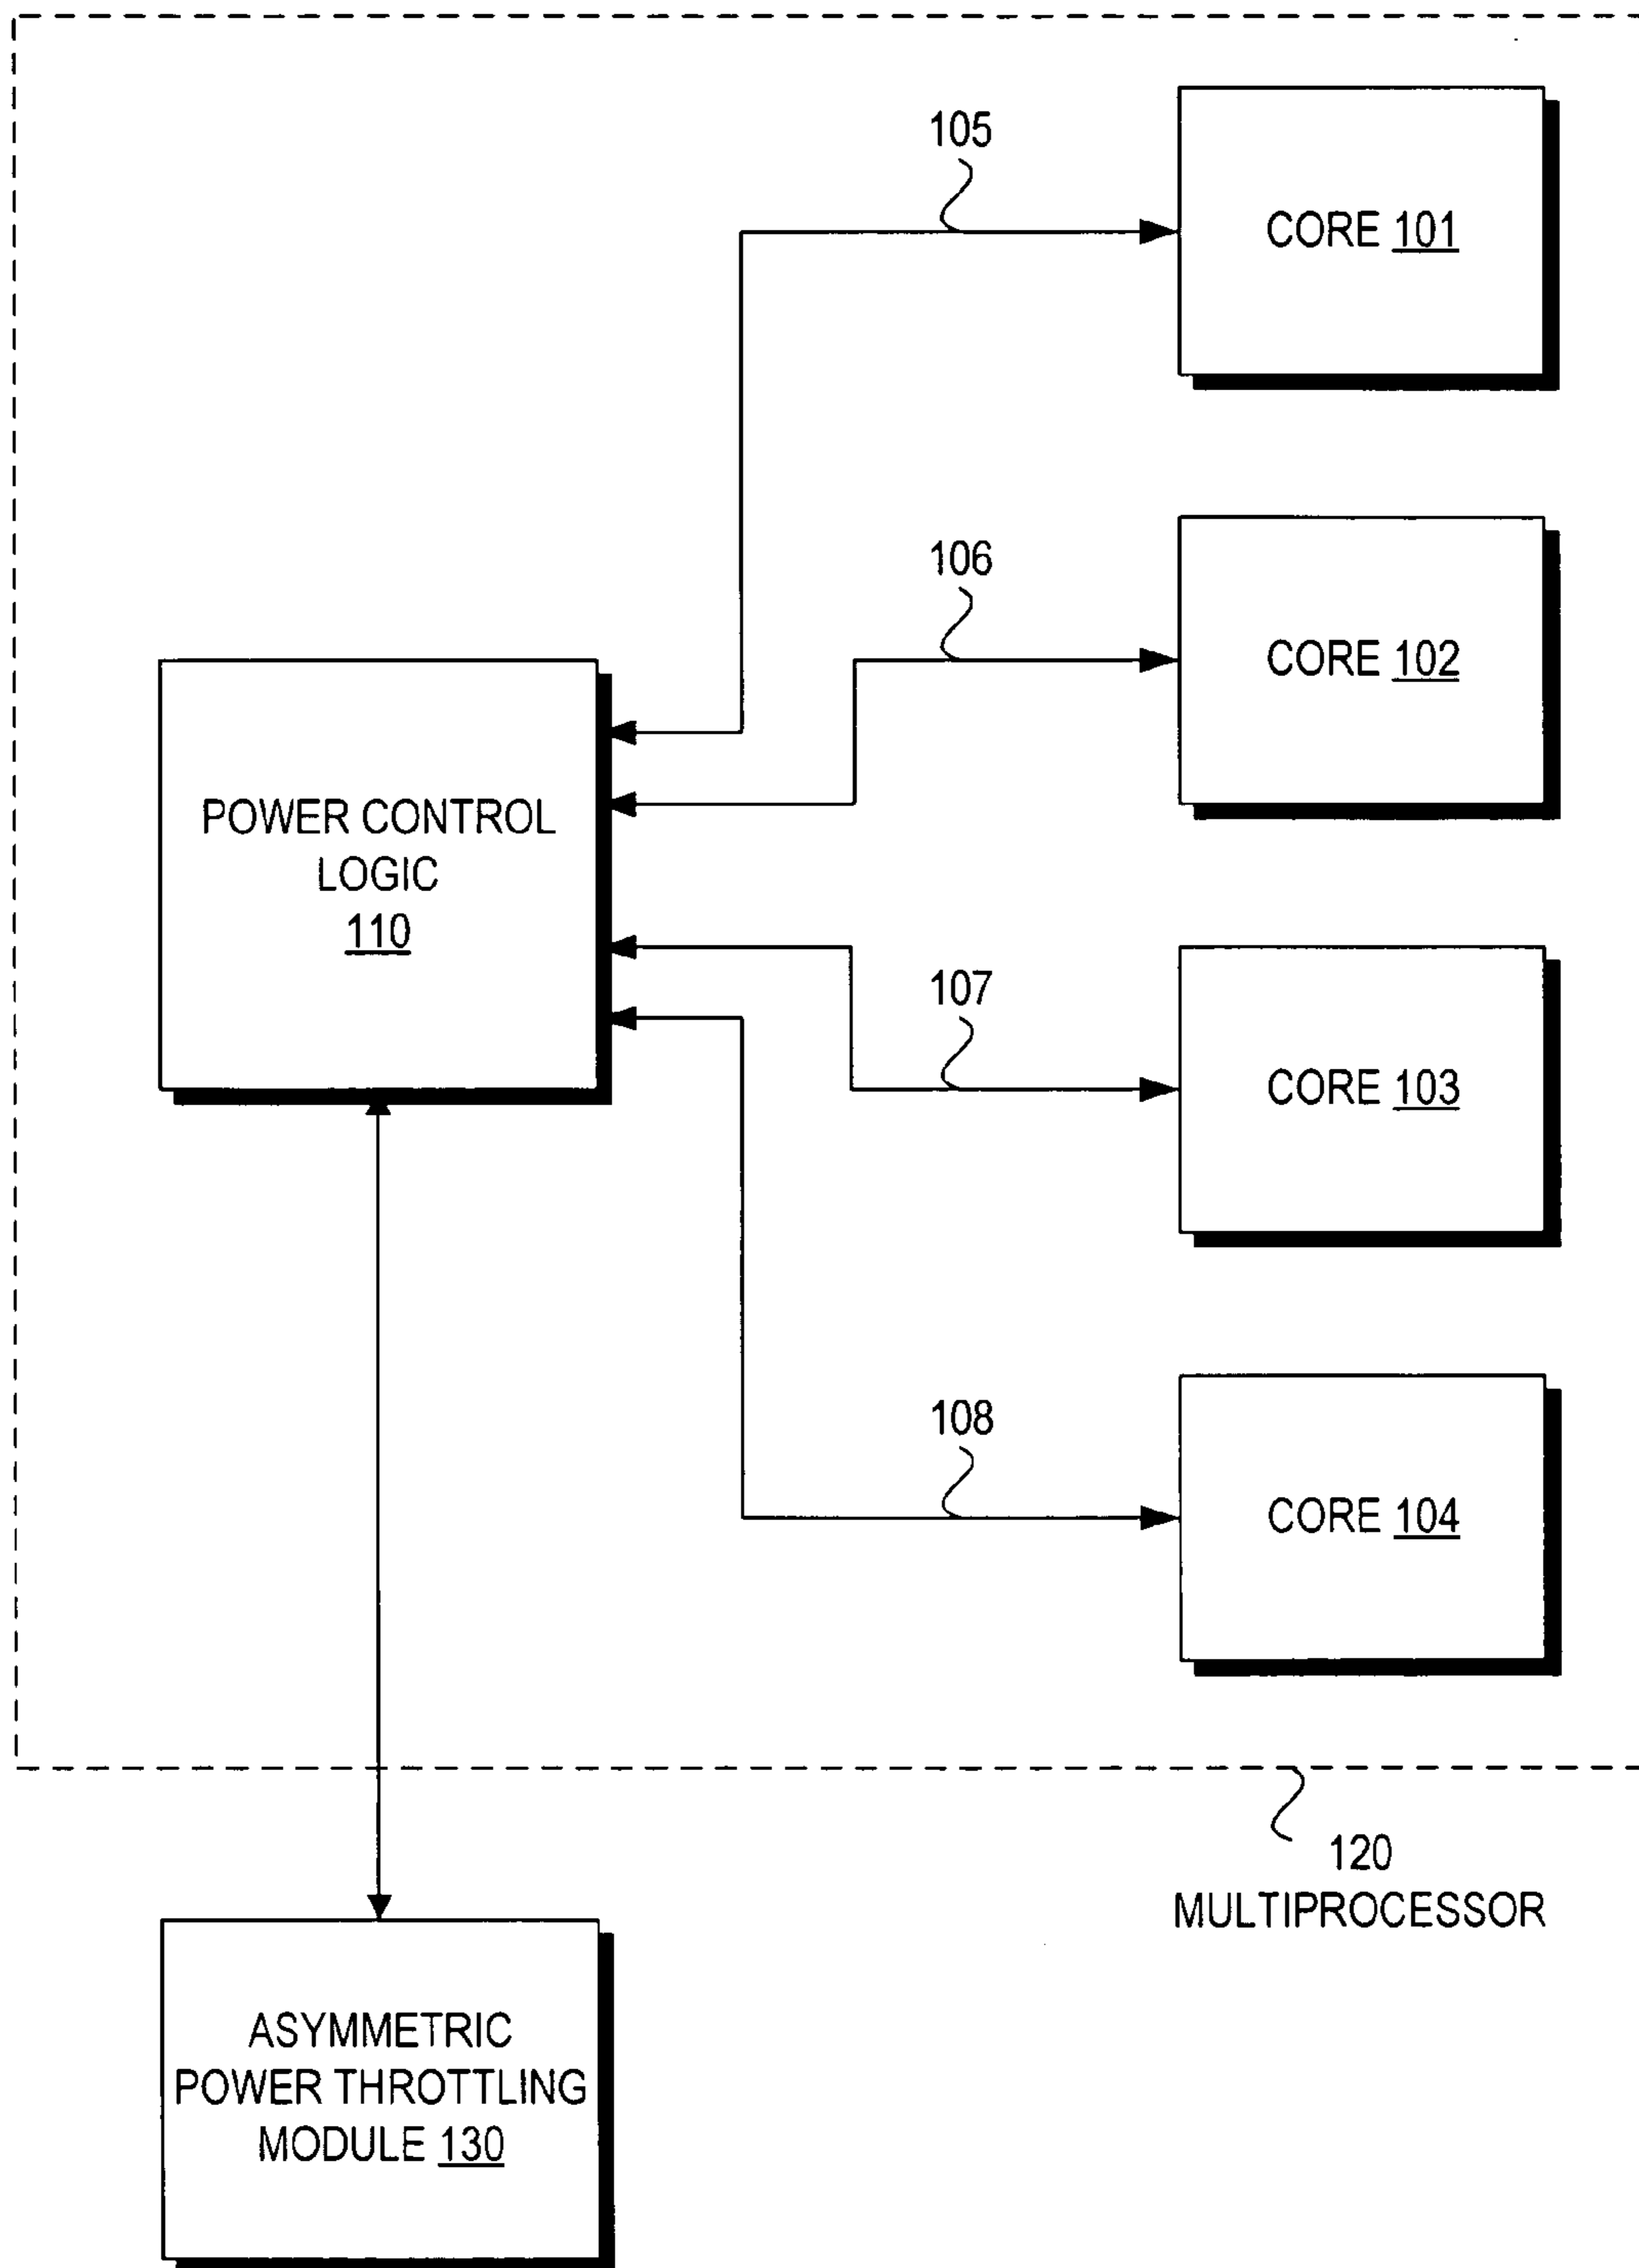 105
CORE 101
106
CORE 102
POWER CONTROL
LOGIC
110
107
CORE 103
108
CORE 104
120
MULTIPROCESSOR
ASYMMETRIC
POWER THROTTLING
MODULE 130